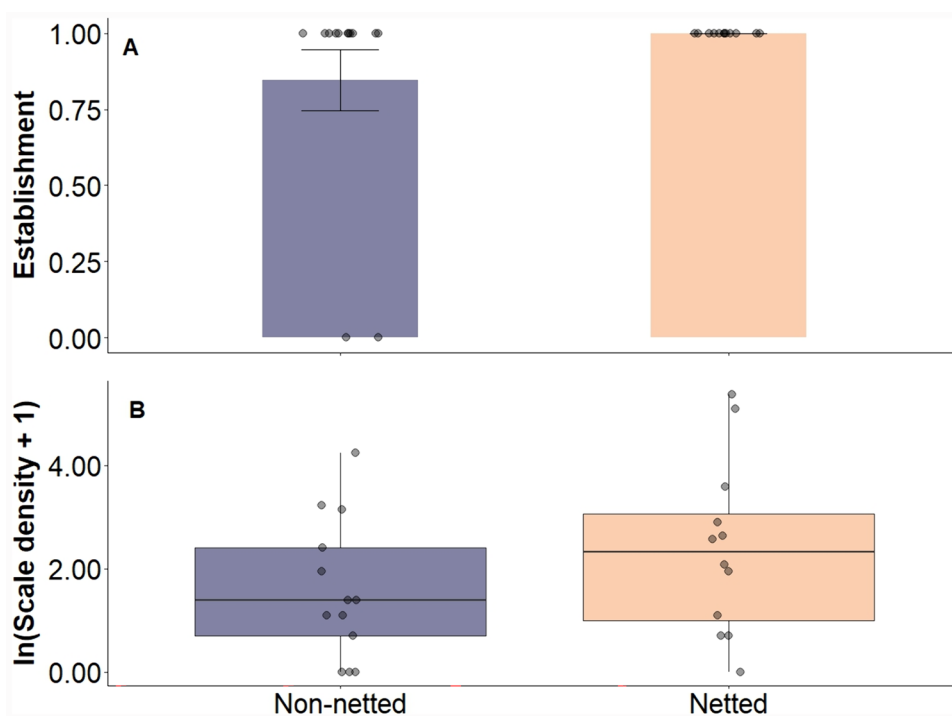 A
Establishment
1.00
0.75
0.50
0.25
0.00
B
ln(Scale density + 1)
4.00
2.00
0.00
Non-netted
Netted